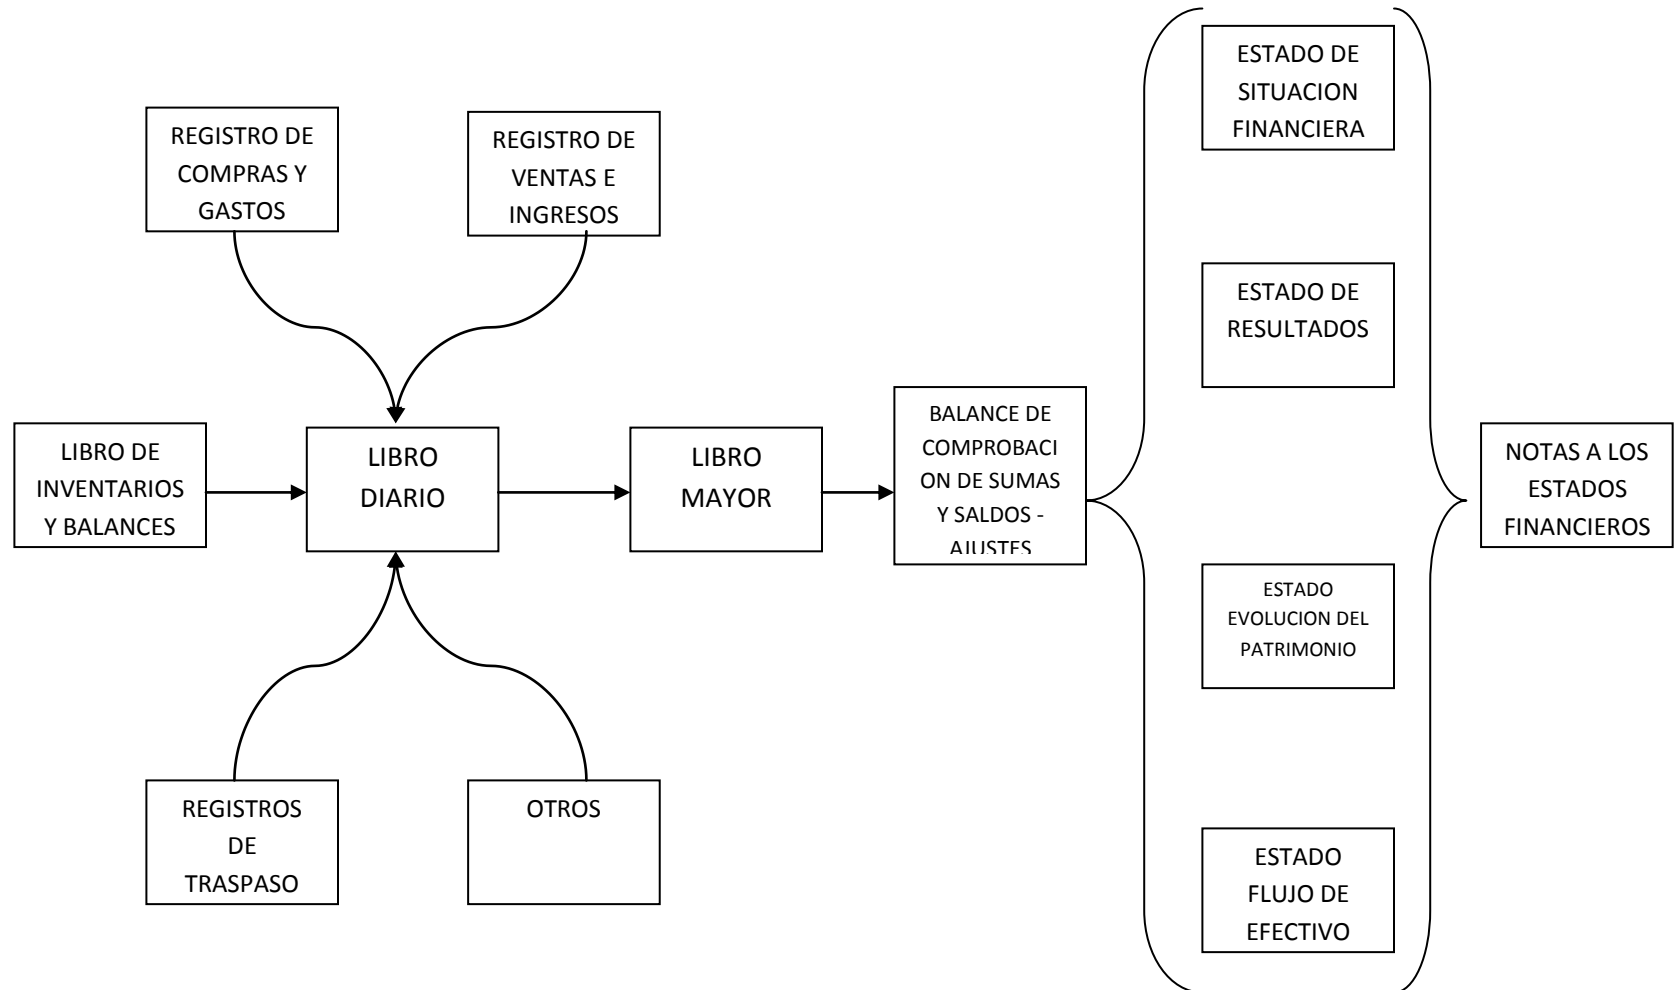 REGISTRO DE
COMPRAS Y
GASTOS
REGISTRO DE
VENTAS E
INGRESOS
LIBRO DE
INVENTARIOS
Y BALANCES
LIBRO
DIARIO
LIBRO
MAYOR
BALANCE DE
COMPROBACI
ON DE SUMAS
Y SALDOS -
AJUSTES
REGISTROS
DE
TRASPASO
OTROS
ESTADO DE
SITUACION
FINANCIERA
ESTADO DE
RESULTADOS
ESTADO
EVOLUCION DEL
PATRIMONIO
ESTADO
FLUJO DE
EFECTIVO
NOTAS A LOS
ESTADOS
FINANCIEROS